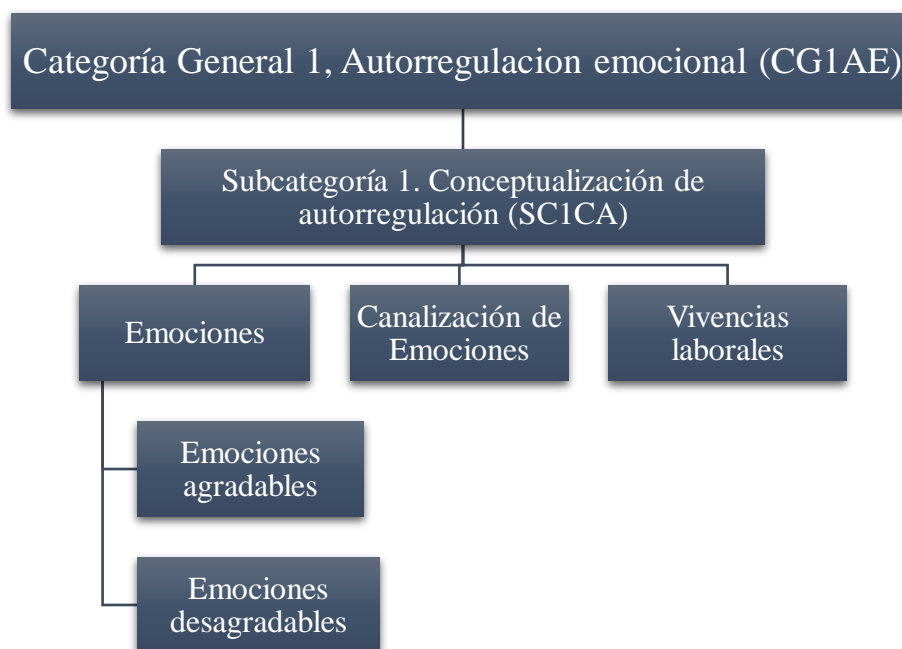 Categoría General 1, Autorregulacion emocional (CG1AE)
Subcategoría 1. Conceptualización de
autorregulación (SC1CA)
Emociones
Canalización de
Emociones
Vivencias
laborales
Emociones
agradables
Emociones
desagradables